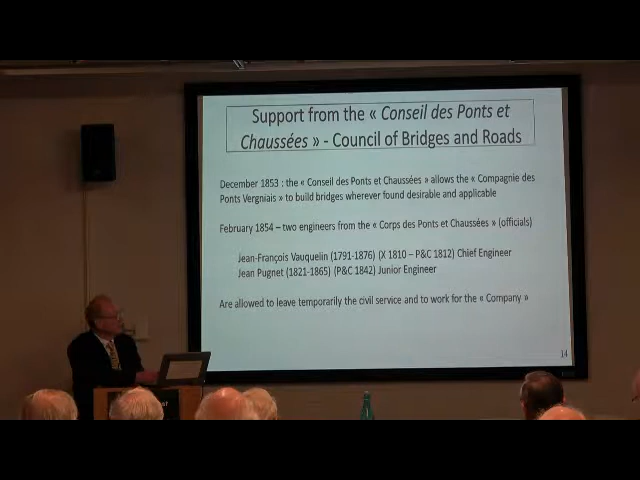 Support from the « Conseil des Ponts et
Chaussées » - Council of Bridges and Roads
December 1853 : the « Conseil des Ponts et Chaussées » allows the « Compagnie des
Ponts Vergniais » to build bridges wherever found desirable and applicable
February 1854 – two engineers from the « Corps des Ponts et Chaussées » (officials)
Jean-François Vauquelin (1791-1876) (X 1810 – P&C 1812) Chief Engineer
Jean Pugnet (1821-1865) (P&C 1842) Junior Engineer
Are allowed to leave temporarily the civil service and to work for the « Company »
14